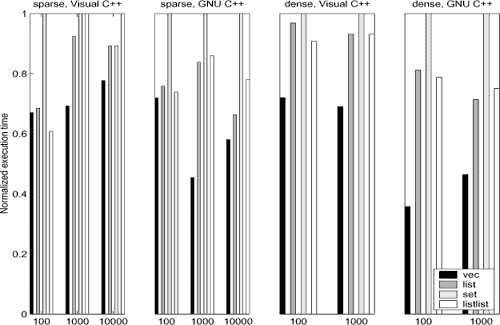 sparse, Visual C++
sparse, GNU C++
dense, Visual C++
dense, GNU C++
Normalized execution time
1
0.8
0.6
0.4
0.2
0
100 1000 10000
100 1000 10000
100 1000
100 1000
vec
list
set
listlist